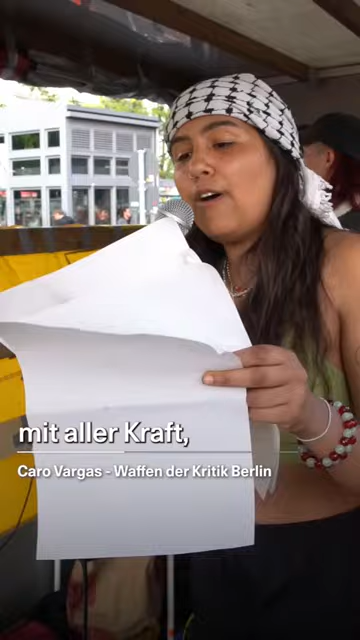 mit aller Kraft,
Caro Vargas - Waffen der Kritik Berlin